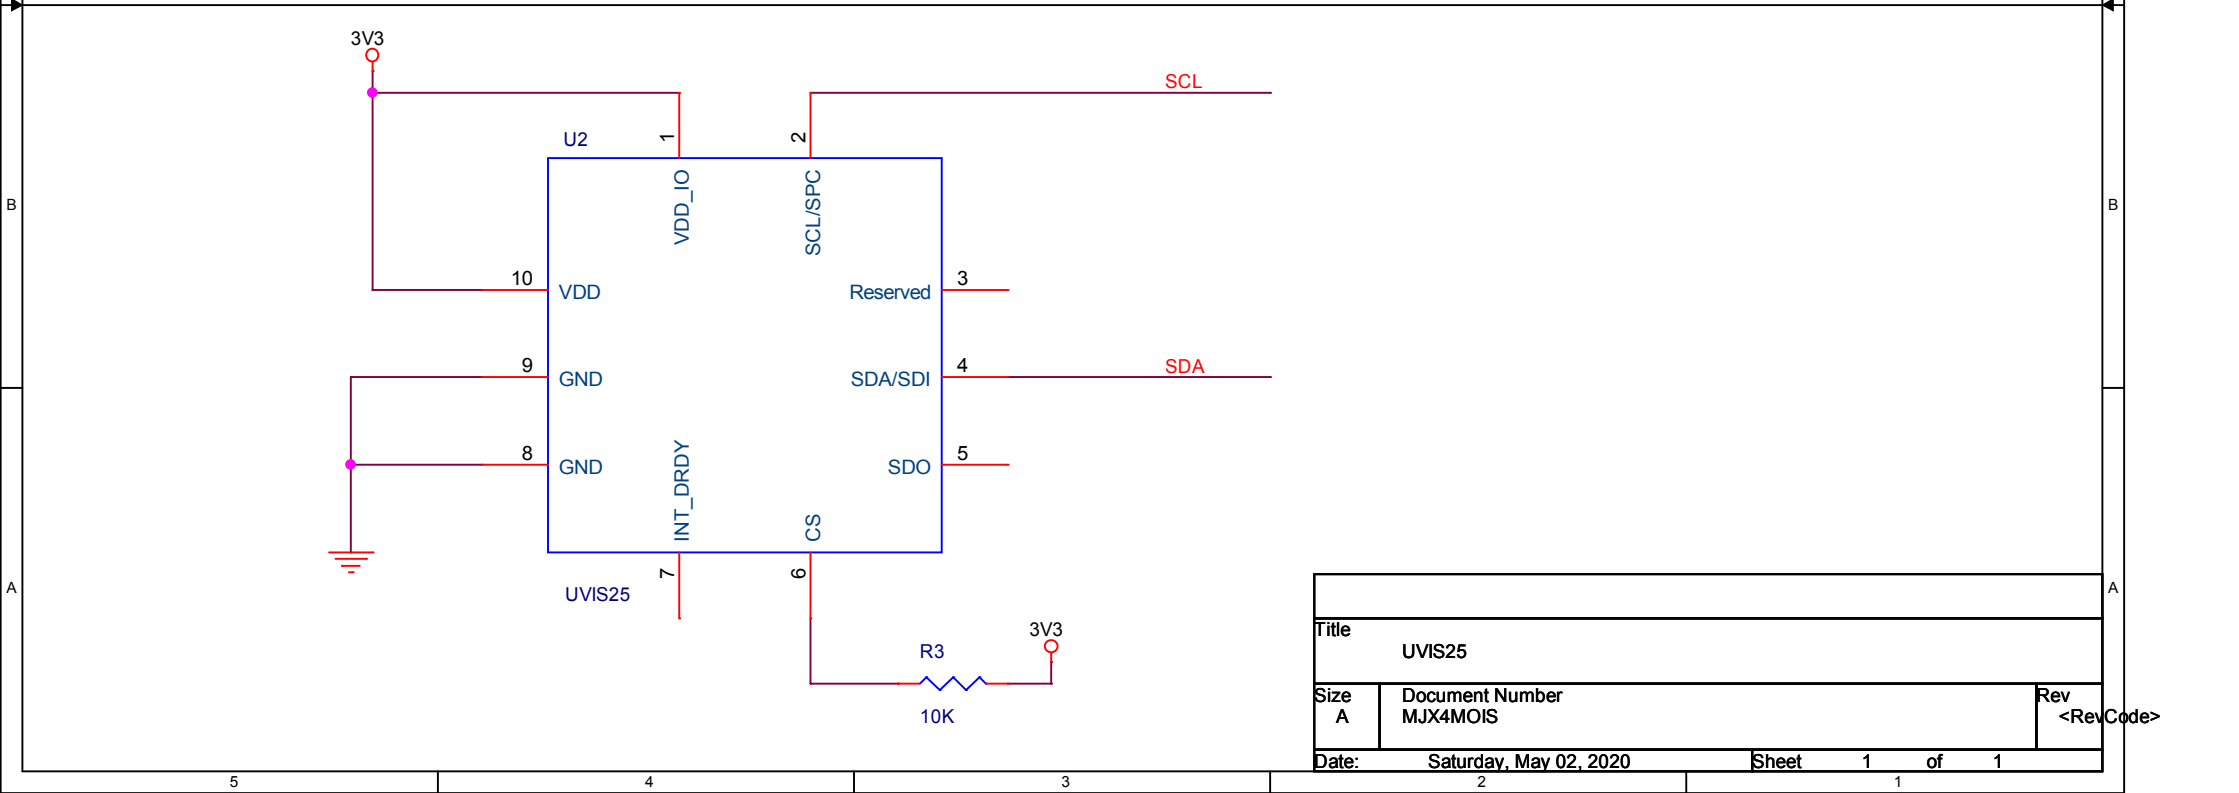 3V3
SCL
U2
1
2
VDD_IO
SCL/SPC
B
B
10
VDD
Reserved
3
9
GND
SDA/SDI
4
SDA
8
GND
SDO
5
INT_DRDY
CS
7
6
UVIS25
A
A
3V3
R3
10K
Title
UVIS25
Size
A
Document Number
MJX4MOIS
Rev
<RevCode>
Date:
Saturday, May 02, 2020
Sheet 1 of 1
5 4 3 2 1